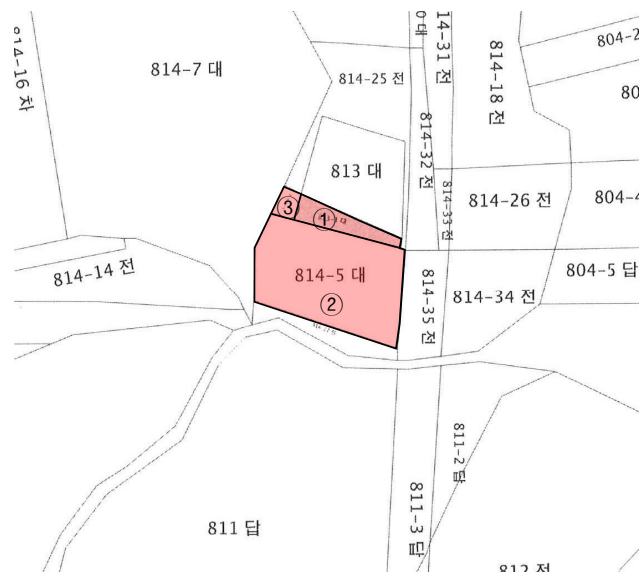 814-16 차
814-7 대
814-25 전
0 대
14-31 전
814-18 전
804-2
80
813 대
814-32 전
814-33 전
814-26 전
804-4
③
①
814-5 대
②
814-14 전
814-35 전
814-34 전
804-5 답
811 답
811-2 답
811-3 답
812 전